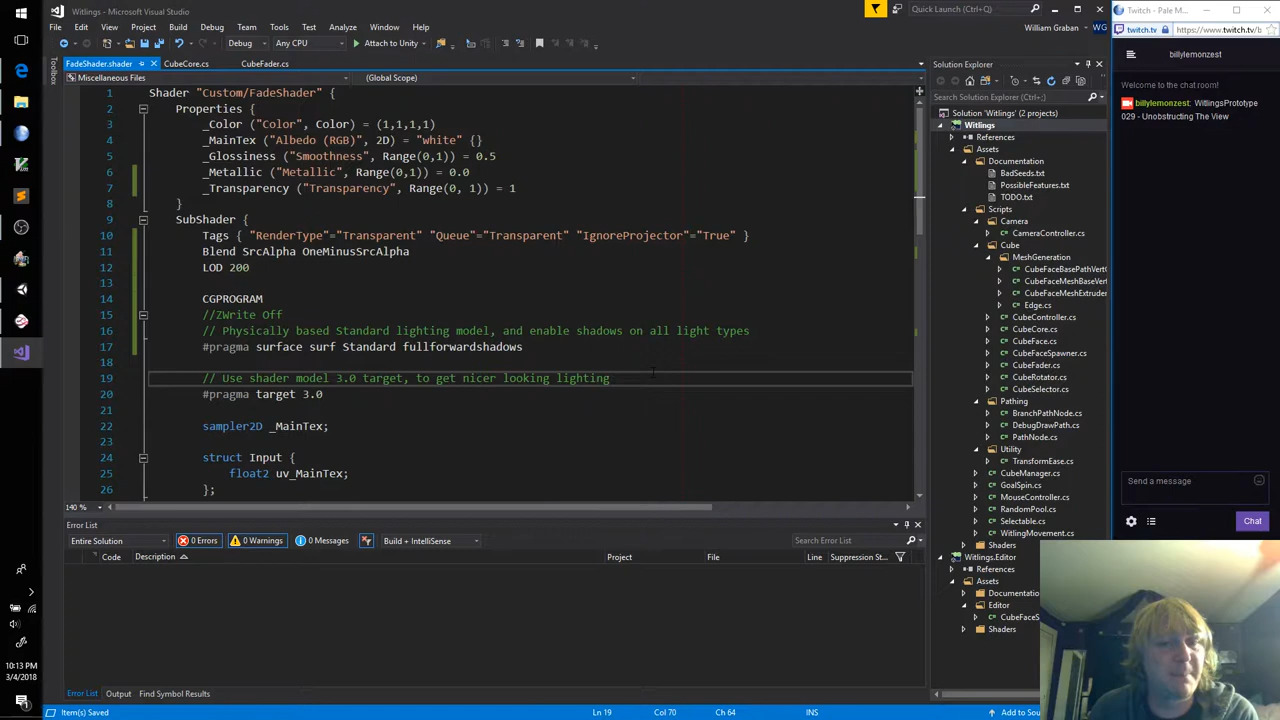 Witlings - Microsoft Visual Studio
Quick Launch (Ctrl+Q)
File Edit View Project Build Debug Team Tools Test Analyze Window Help
William Graban WG
Debug Any CPU Attach to Unity
FadeShader.shader CubeCore.cs CubeFader.cs
Miscellaneous Files (Global Scope)
Toolbox
1 Shader "Custom/FadeShader" {
2 Properties {
3 _Color ("Color", Color) = (1,1,1,1)
4 _MainTex ("Albedo (RGB)", 2D) = "white" {}
5 _Glossiness ("Smoothness", Range(0,1)) = 0.5
6 _Metallic ("Metallic", Range(0,1)) = 0.0
7 _Transparency ("Transparency", Range(0, 1)) = 1
8 }
9 SubShader {
10 Tags { "RenderType"="Transparent" "Queue"="Transparent" "IgnoreProjector"="True" }
11 Blend SrcAlpha OneMinusSrcAlpha
12 LOD 200
13
14 CGPROGRAM
15 //ZWrite Off
16 // Physically based Standard lighting model, and enable shadows on all light types
17 #pragma surface surf Standard fullforwardshadows
18
19 // Use shader model 3.0 target, to get nicer looking lighting
20 #pragma target 3.0
21
22 sampler2D _MainTex;
23
24 struct Input {
25 float2 uv_MainTex;
26 };
140 %
Error List
Entire Solution 0 Errors 0 Warnings 0 Messages Build + IntelliSense Search Error List
Code Description Project File Line Suppression St...
Error List Output Find Symbol Results
Item(s) Saved Ln 19 Col 70 Ch 64 INS Add to Sou
Solution Explorer
Search Solution Explorer (Ctrl+;)
Solution 'Witlings' (2 projects)
Witlings
References
Assets
Documentation
BadSeeds.txt
PossibleFeatures.txt
TODO.txt
Scripts
Camera
CameraController.cs
Cube
MeshGeneration
CubeFaceBasePathVert
CubeFaceMeshBaseVert
CubeFaceMeshExtruder
Edge.cs
CubeController.cs
CubeCore.cs
CubeFace.cs
CubeFaceSpawner.cs
CubeFader.cs
CubeRotator.cs
CubeSelector.cs
Pathing
BranchPathNode.cs
DebugDrawPath.cs
PathNode.cs
Utility
TransformEase.cs
CubeManager.cs
GoalSpin.cs
MouseController.cs
RandomPool.cs
Selectable.cs
WitlingMovement.cs
Shaders
Witlings.Editor
References
Assets
Documentation
Editor
CubeFaceS
Shaders
Twitch - Pale M...
twitch.tv https://www.twitch.tv/b
billylemonzest
Welcome to the chat room!
billylemonzest: WitlingsPrototype
029 - Unobstructing The View
Send a message
Chat
10:13 PM
3/4/2018